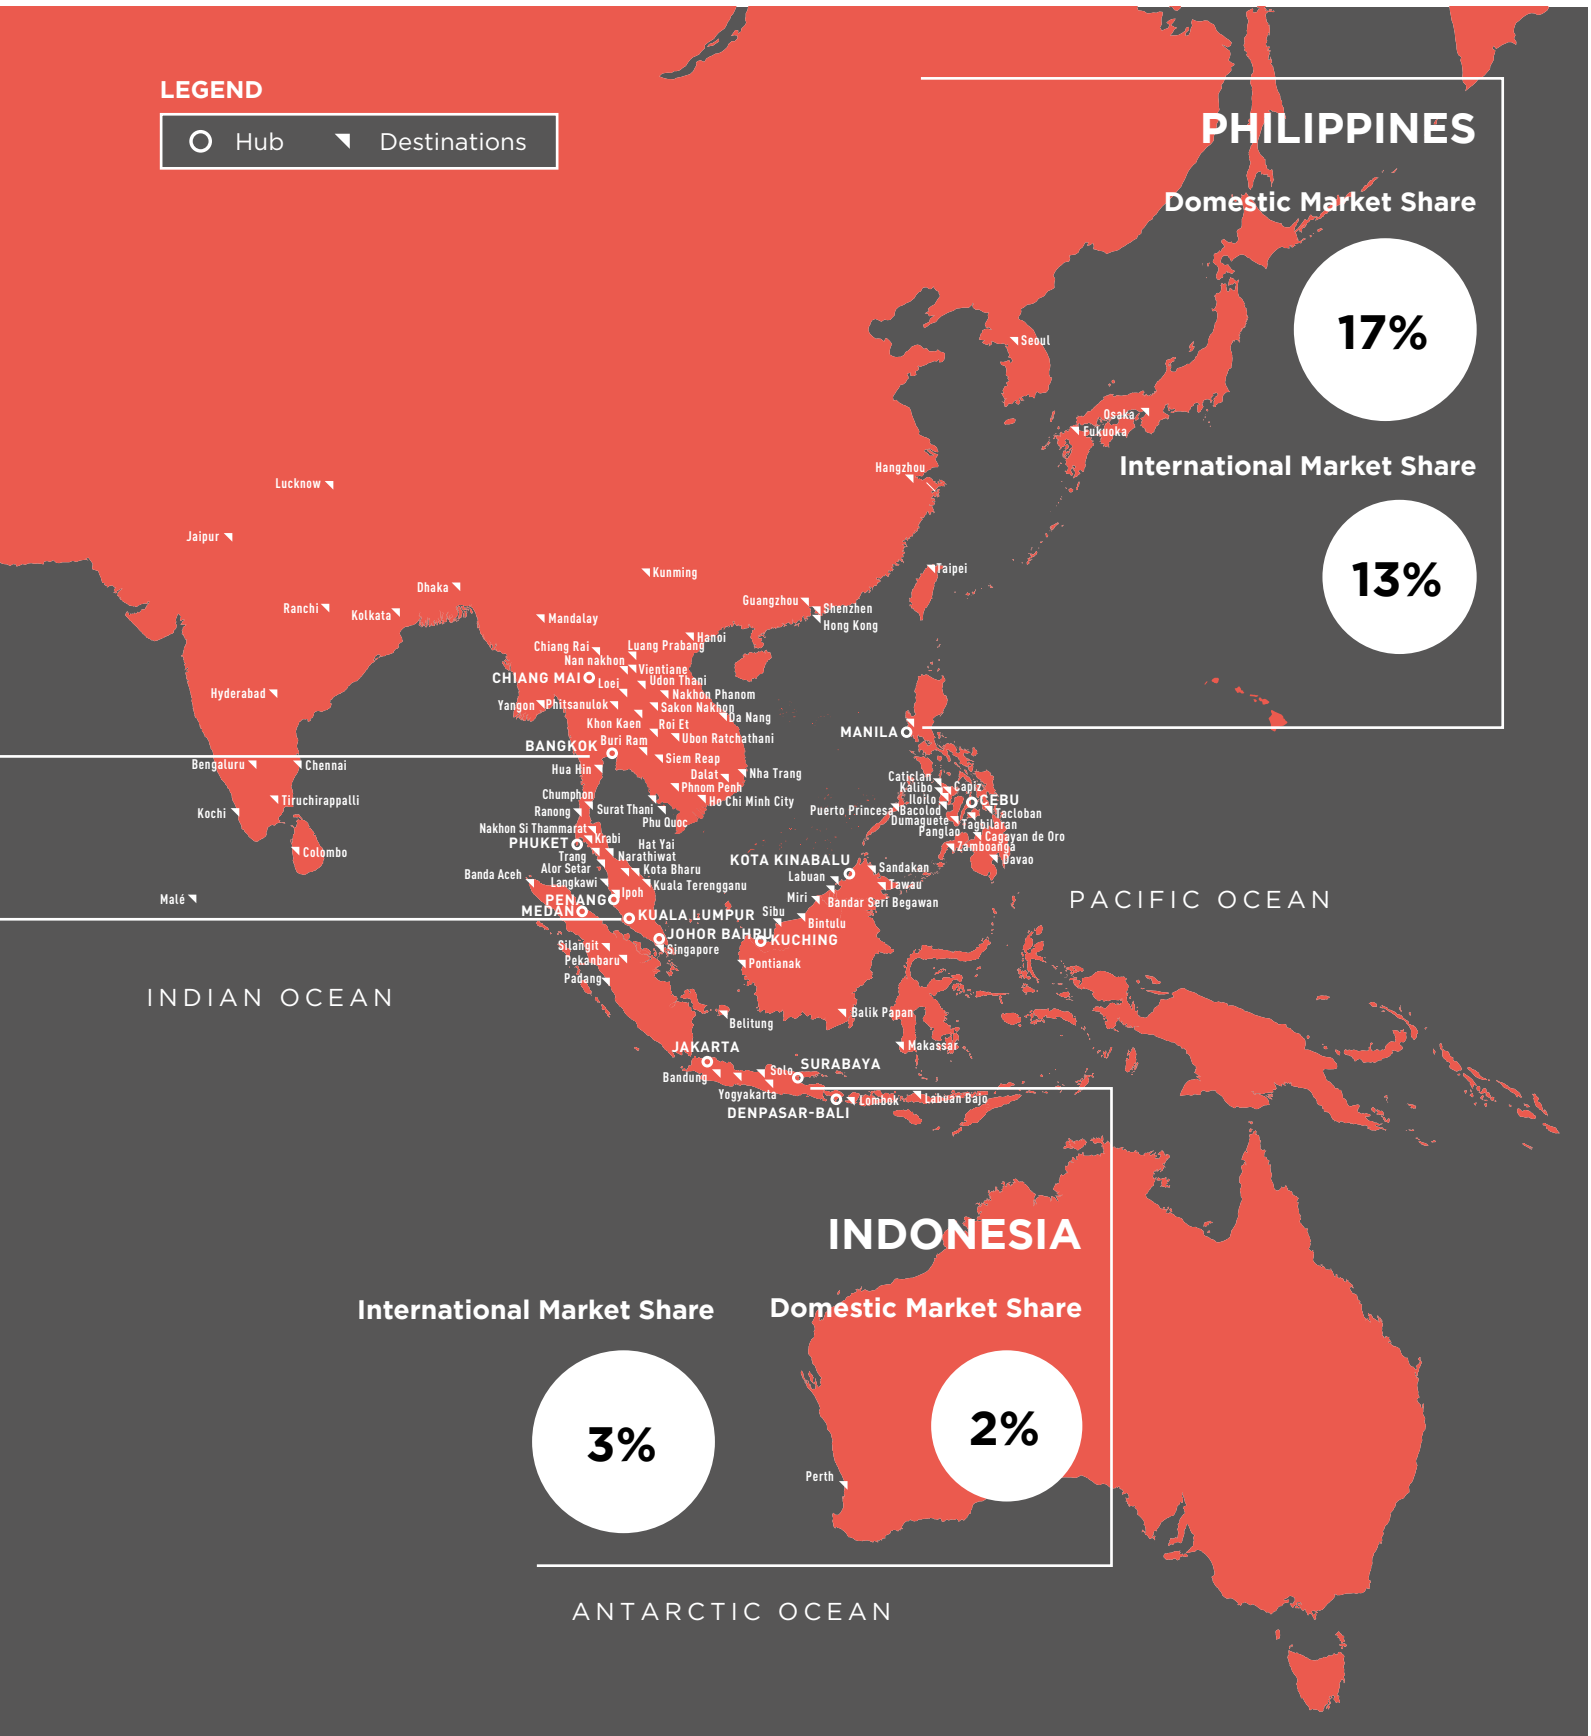 LEGEND
Hub
Destinations
PHILIPPINES
Domestic Market Share
17%
International Market Share
13%
Seoul
Osaka
Fukuoka
Hangzhou
Lucknow
Jaipur
Taipei
Kunming
Dhaka
Guangzhou
Shenzhen
Ranchi
Kolkata
Mandalay
Hong Kong
Hanoi
Chiang Rai
Luang Prabang
Nan nakhon
Vientiane
CHIANG MAI
Loei
Udon Thani
Hyderabad
Nakhon Phanom
Yangon
Phitsanulok
Sakon Nakhon
Da Nang
Khon Kaen
Roi Et
MANILA
Buri Ram
Ubon Ratchathani
BANGKOK
Siem Reap
Bengaluru
Chennai
Hua Hin
Dalat
Nha Trang
Caticlan
Phnom Penh
Kalibo
Capiz
Chumphon
Tiruchirappalli
Ho Chi Minh City
Iloilo
CEBU
Kochi
Ranong
Surat Thani
Puerto Princesa
Bacolod
Tacloban
Phu Quoc
Dumaguete
Tagbilaran
Nakhon Si Thammarat
Panglao
Cagayan de Oro
Krabi
PHUKET
Hat Yai
Zamboanga
Colombo
Trang
Narathiwat
KOTA KINABALU
Davao
Alor Setar
Kota Bharu
Sandakan
Banda Aceh
Langkawi
Kuala Terengganu
Labuan
Tawau
Ipoh
Malé
PENANG
Miri
Bandar Seri Begawan
PACIFIC OCEAN
MEDAN
KUALA LUMPUR
Sibu
Bintulu
JOHOR BAHRU
KUCHING
Silangit
Singapore
Pekanbaru
Pontianak
Padang
INDIAN OCEAN
Balik Papan
Belitung
JAKARTA
Makassar
SURABAYA
Solo
Bandung
Yogyakarta
Lombok
Labuan Bajo
DENPASAR-BALI
INDONESIA
International Market Share
Domestic Market Share
3%
2%
Perth
ANTARCTIC OCEAN